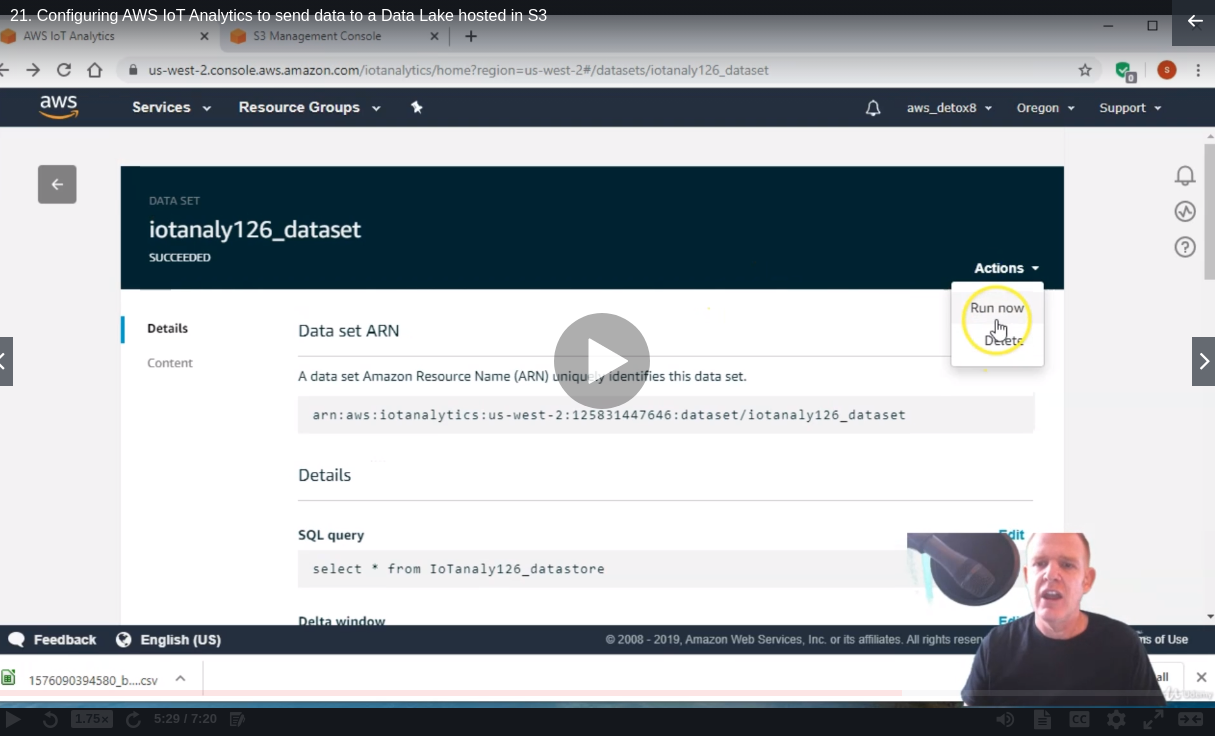 21. Configuring AWS IoT Analytics to send data to a Data Lake hosted in S3
AWS IoT Analytics
S3 Management Console
us-west-2.console.aws.amazon.com/iotanalytics/home?region=us-west-2#/datasets/iotanaly126_dataset
0
S
aws
Services
Resource Groups
aws_detox8
Oregon
Support
DATA SET
iotanaly126_dataset
SUCCEEDED
Actions
Run now
Delete
Details
Content
Data set ARN
A data set Amazon Resource Name (ARN) uniquely identifies this data set.
arn:aws:iotanalytics:us-west-2:125831447646:dataset/iotanaly126_dataset
Details
SQL query
Edit
select * from IoTanaly126_datastore
Delta window
Feedback
English (US)
© 2008 - 2019, Amazon Web Services, Inc. or its affiliates. All rights reser
ms of Use
1576090394580_b....csv
all
Udemy
1.75×
5:29 / 7:20
CC